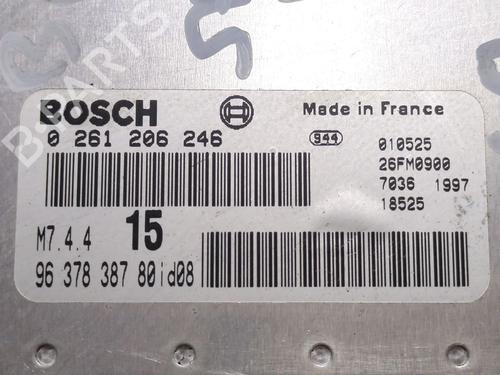 BOSCH
Made in France
0 261 206 246
944
010525
26FM0900
7036 1997
18525
M7.4.4
15
96 378 387 80id08
B-PARTS